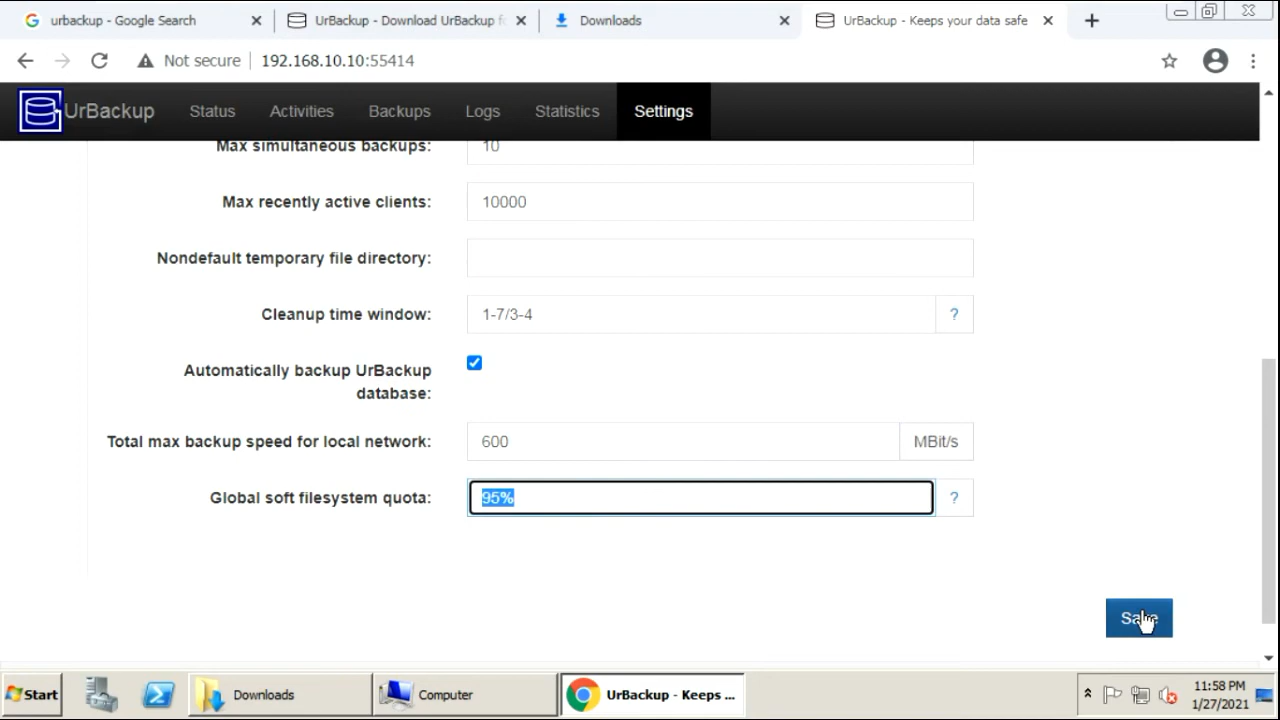 urbackup - Google Search
UrBackup - Download UrBackup fo
Downloads
UrBackup - Keeps your data safe
Not secure
192.168.10.10:55414
UrBackup
Status
Activities
Backups
Logs
Statistics
Settings
Max simultaneous backups: 10
Max recently active clients: 10000
Nondefault temporary file directory:
Cleanup time window: 1-7/3-4 ?
Automatically backup UrBackup
database:
Total max backup speed for local network: 600 MBit/s
Global soft filesystem quota: 95% ?
Save
Start
Downloads
Computer
UrBackup - Keeps ...
11:58 PM
1/27/2021